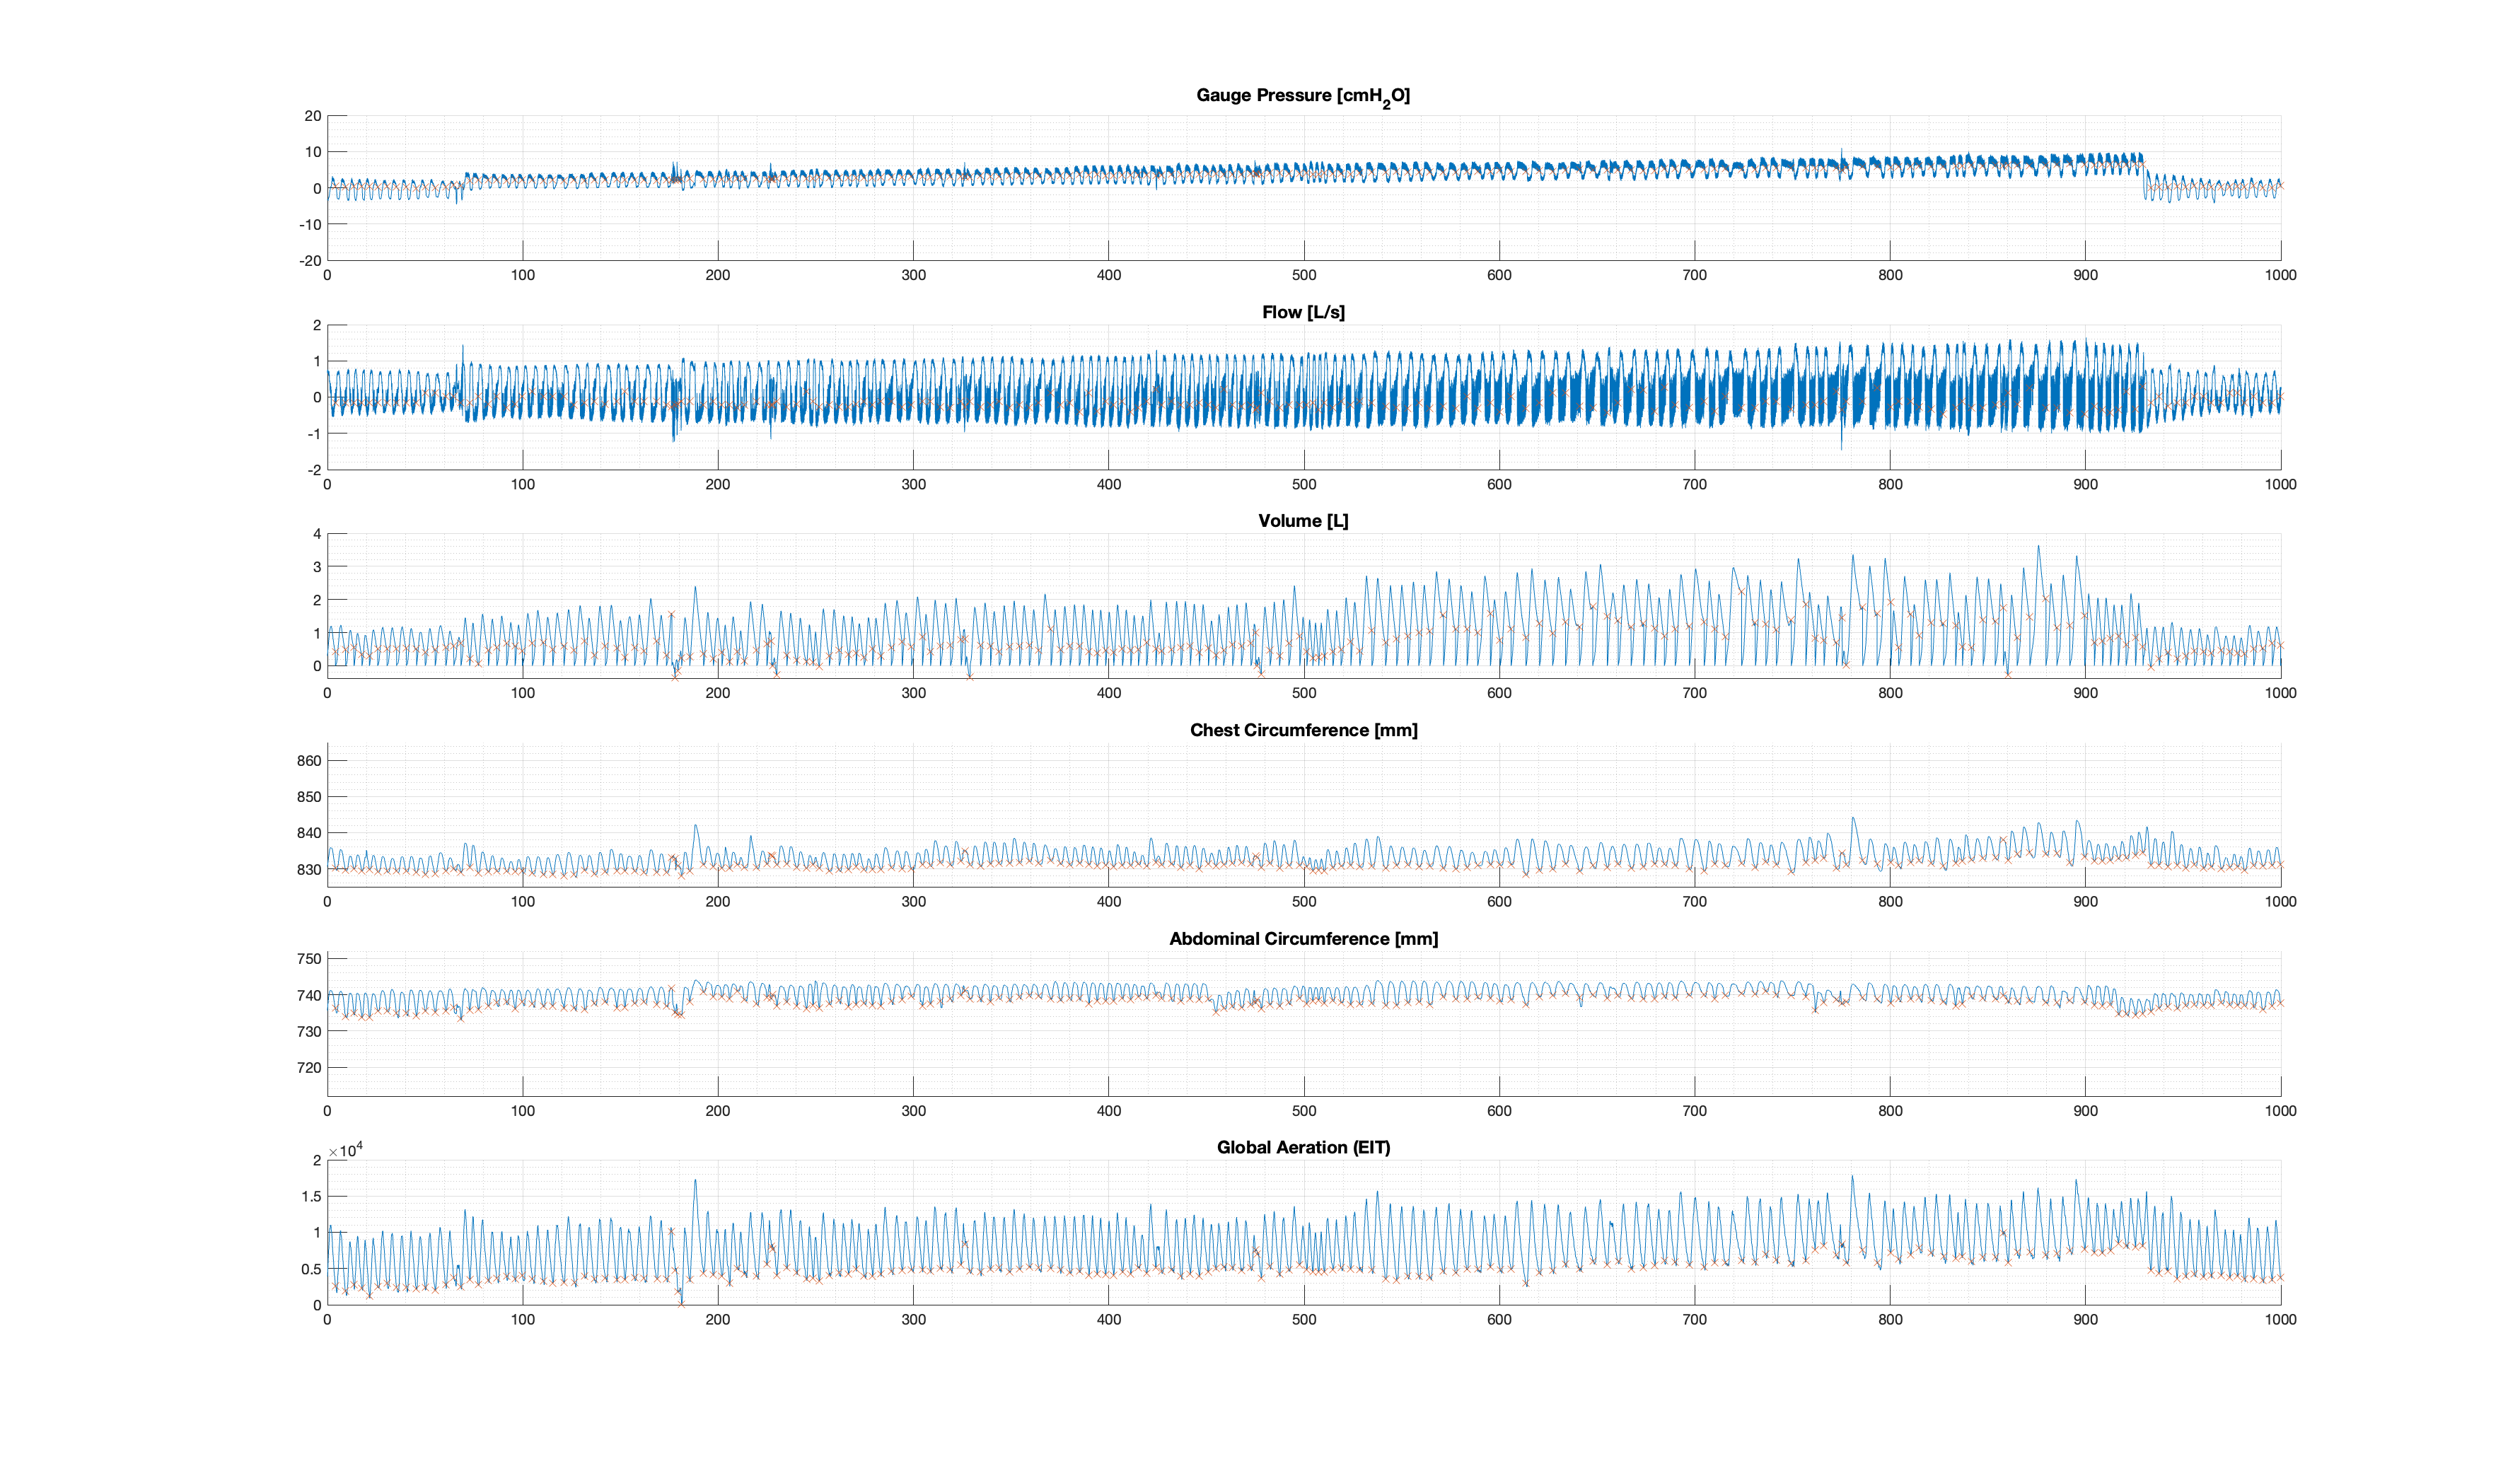 Gauge Pressure [cmH2O]
20
10
0
-10
-20
0 100 200 300 400 500 600 700 800 900 1000
Flow [L/s]
2
1
0
-1
-2
0 100 200 300 400 500 600 700 800 900 1000
Volume [L]
4
3
2
1
0
0 100 200 300 400 500 600 700 800 900 1000
Chest Circumference [mm]
860
850
840
830
0 100 200 300 400 500 600 700 800 900 1000
Abdominal Circumference [mm]
750
740
730
720
0 100 200 300 400 500 600 700 800 900 1000
Global Aeration (EIT)
×10^4
2
1.5
1
0.5
0
0 100 200 300 400 500 600 700 800 900 1000